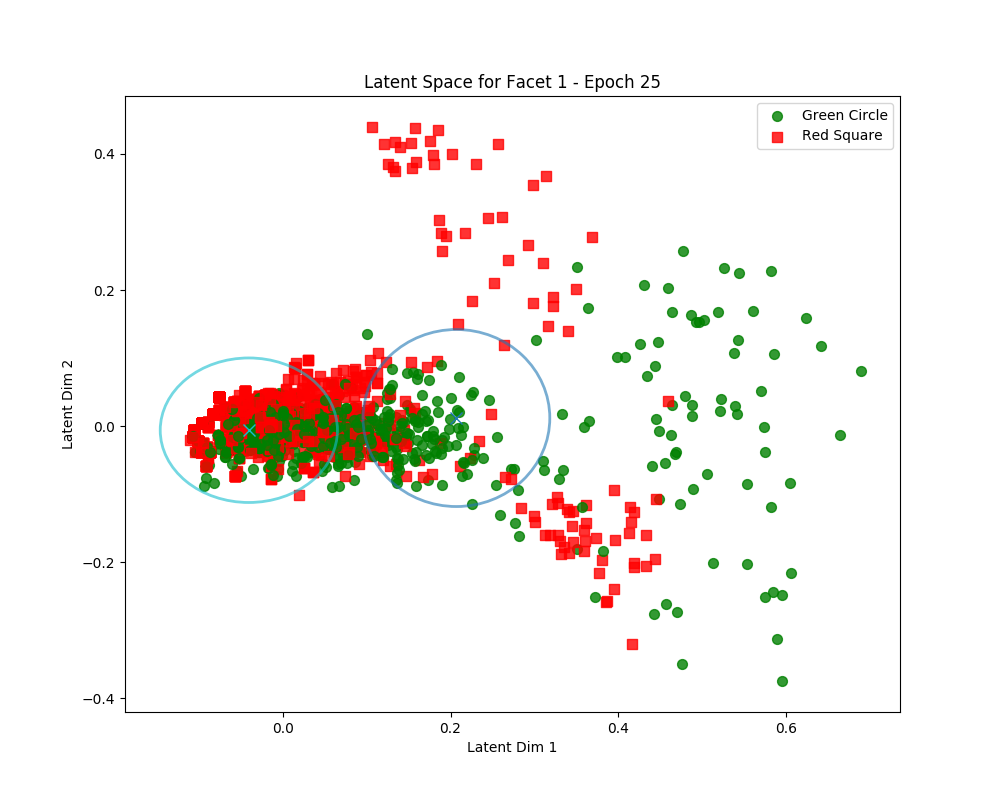 Latent Space for Facet 1 - Epoch 25
Green Circle
Red Square
0.4
0.2
0.0
−0.2
−0.4
Latent Dim 2
0.0 0.2 0.4 0.6
Latent Dim 1